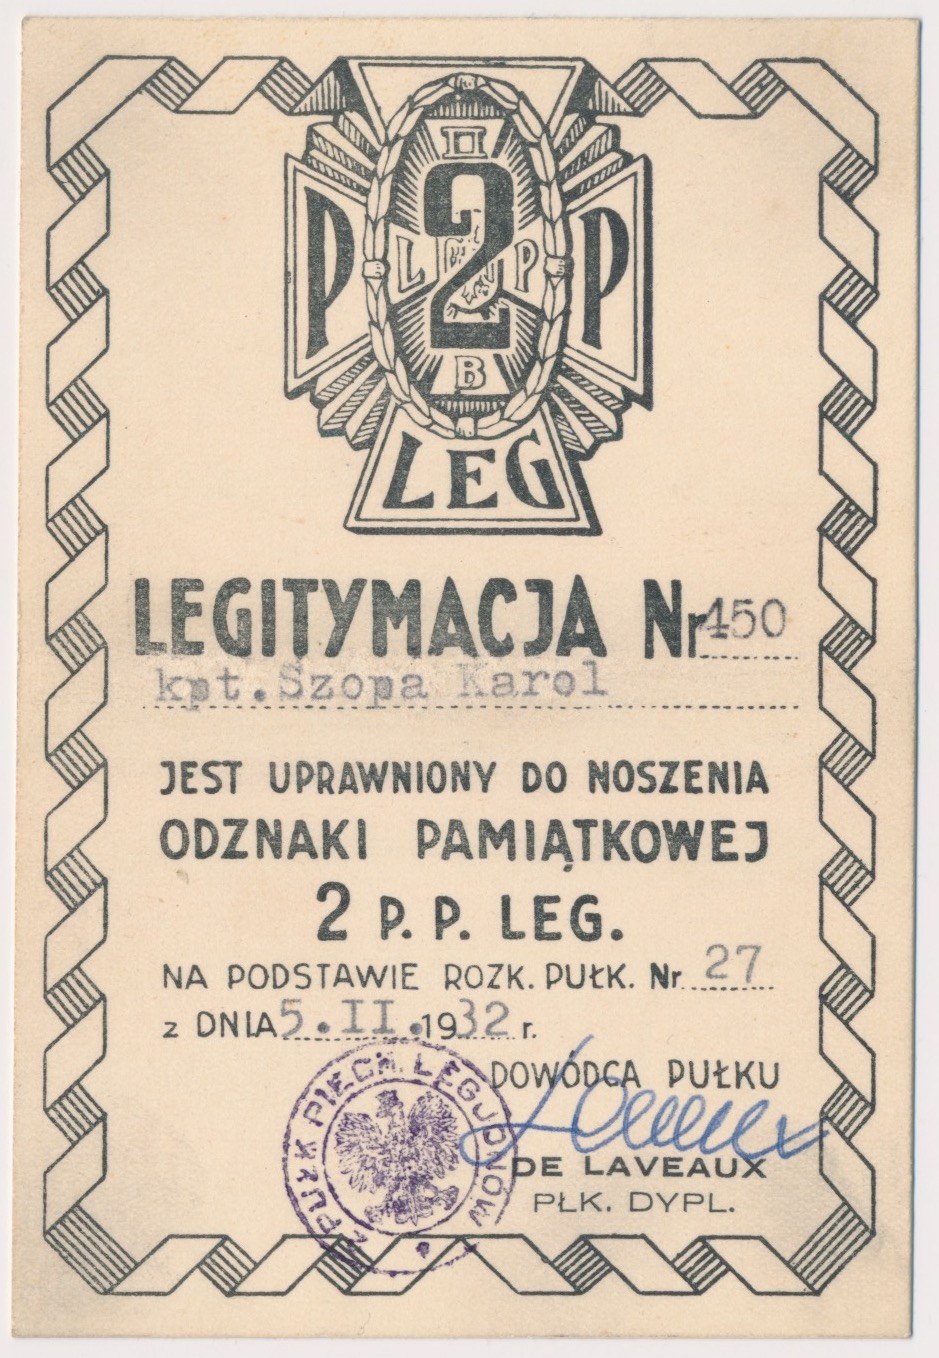 II
P 2 P
L P
B
LEG
LEGITYMACJA Nr 450
kpt. Szopa Karol
JEST UPRAWNIONY DO NOSZENIA
ODZNAKI PAMIĄTKOWEJ
2 P. P. LEG.
NA PODSTAWIE ROZK. PUŁK. Nr 27
z DNIA 5.II.1932 r.
DOWÓDCA PUŁKU
DE LAVEAUX
PŁK. DYPL.
2 PUŁK PIECH. LEGJONÓW